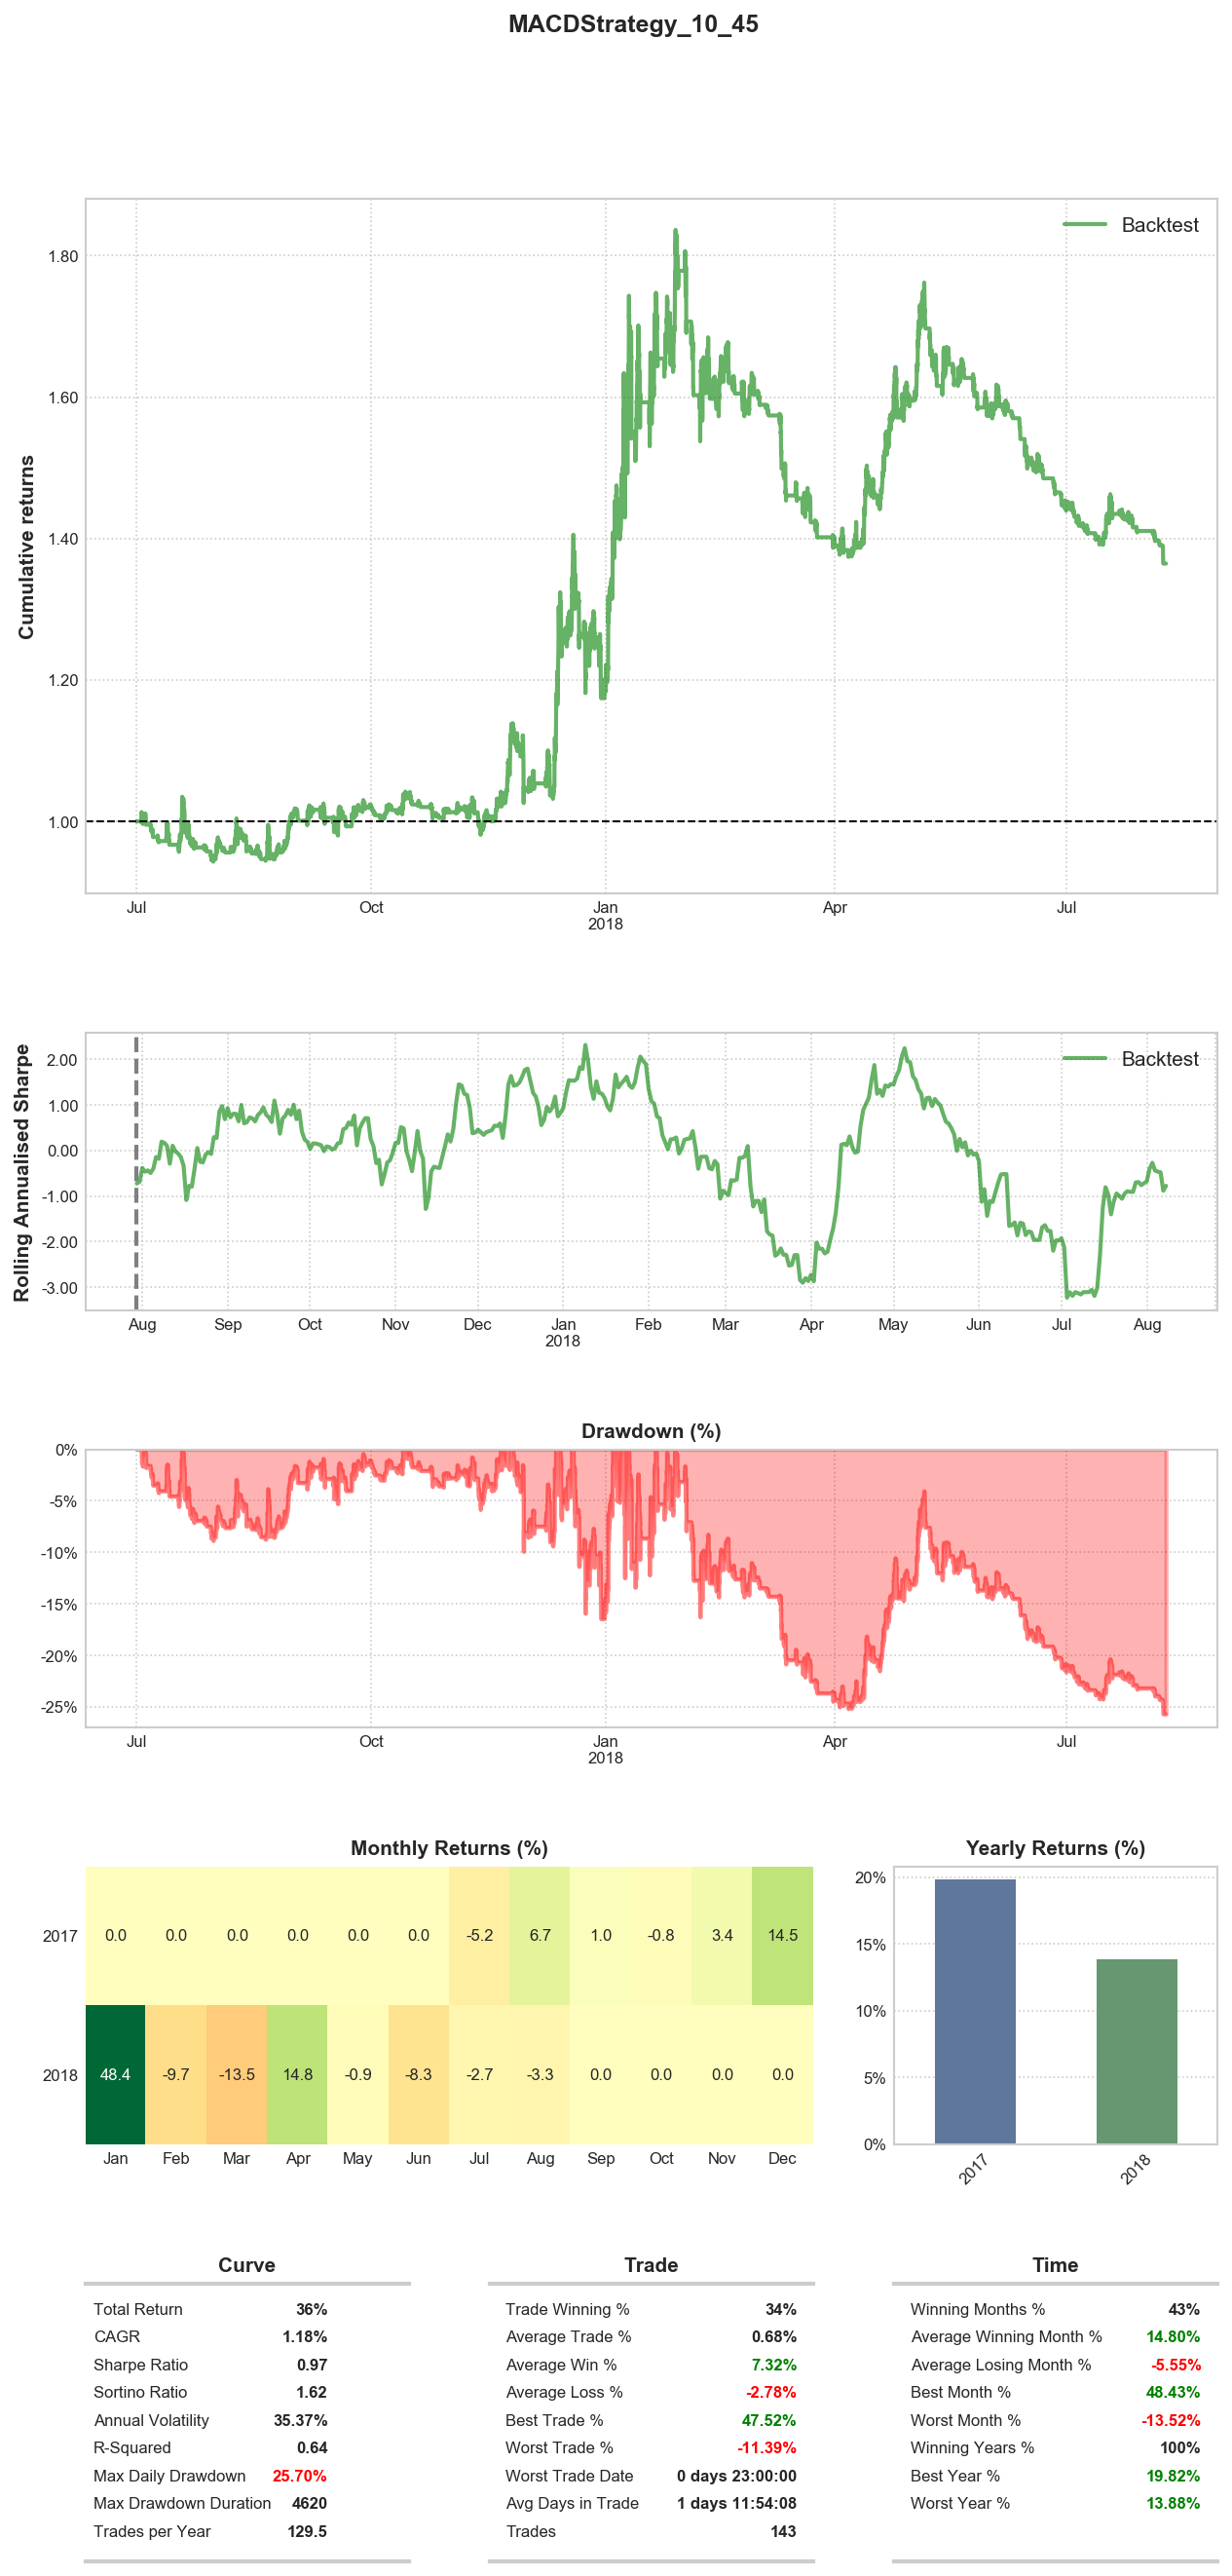 MACDStrategy_10_45
Backtest
Cumulative returns
1.80
1.60
1.40
1.20
1.00
Jul Oct Jan Apr Jul
2018
Backtest
Rolling Annualised Sharpe
2.00
1.00
0.00
-1.00
-2.00
-3.00
Aug Sep Oct Nov Dec Jan Feb Mar Apr May Jun Jul Aug
2018
Drawdown (%)
0%
-5%
-10%
-15%
-20%
-25%
Jul Oct Jan Apr Jul
2018
Monthly Returns (%)
2017 0.0 0.0 0.0 0.0 0.0 0.0 -5.2 6.7 1.0 -0.8 3.4 14.5
2018 48.4 -9.7 -13.5 14.8 -0.9 -8.3 -2.7 -3.3 0.0 0.0 0.0 0.0
Jan Feb Mar Apr May Jun Jul Aug Sep Oct Nov Dec
Yearly Returns (%)
20%
15%
10%
5%
0%
2017 2018
Curve
Total Return 36%
CAGR 1.18%
Sharpe Ratio 0.97
Sortino Ratio 1.62
Annual Volatility 35.37%
R-Squared 0.64
Max Daily Drawdown 25.70%
Max Drawdown Duration 4620
Trades per Year 129.5
Trade
Trade Winning % 34%
Average Trade % 0.68%
Average Win % 7.32%
Average Loss % -2.78%
Best Trade % 47.52%
Worst Trade % -11.39%
Worst Trade Date 0 days 23:00:00
Avg Days in Trade 1 days 11:54:08
Trades 143
Time
Winning Months % 43%
Average Winning Month % 14.80%
Average Losing Month % -5.55%
Best Month % 48.43%
Worst Month % -13.52%
Winning Years % 100%
Best Year % 19.82%
Worst Year % 13.88%